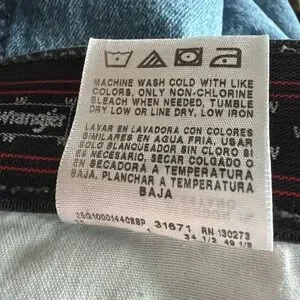 Wrangler
MACHINE WASH COLD WITH LIKE
COLORS, ONLY NON-CHLORINE
BLEACH WHEN NEEDED, TUMBLE
DRY LOW OR LINE DRY. LOW IRON
LAVAR EN LAVADORA CON COLORES
SIMILARES EN AGUA FRIA. USAR
SOLO BLANQUEADOR SIN CLORO SI
ES NECESARIO. SECAR COLGADO O
EN SECADORA A TEMPERATURA
BAJA. PLANCHAR A TEMPERATURA
BAJA
31671 RN 130273
34 1/2 49 1/8